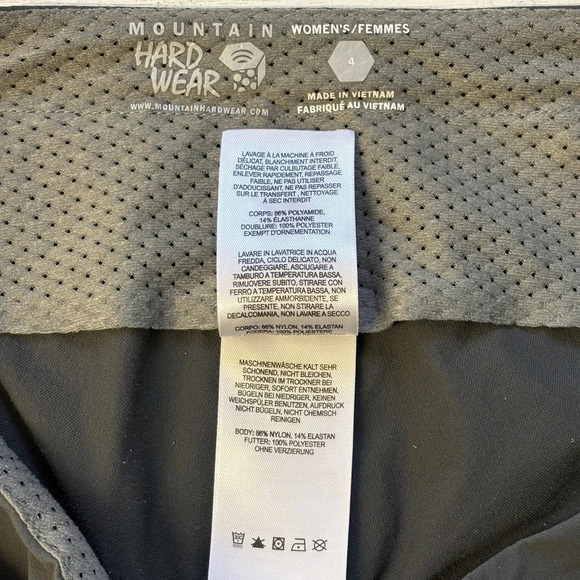 MOUNTAIN
HARD
WEAR
WWW.MOUNTAINHARDWEAR.COM
WOMEN'S/FEMMES
4
MADE IN VIETNAM
FABRIQUÉ AU VIETNAM
LAVAGE À LA MACHINE À FROID
DÉLICAT, BLANCHIMENT INTERDIT,
SÉCHAGE PAR CULBUTAGE FAIBLE,
ENLEVER RAPIDEMENT, REPASSAGE
FAIBLE, NE PAS UTILISER
D'ADOUCISSANT, NE PAS REPASSER
SUR LE TRANSFERT, NETTOYAGE
À SEC INTERDIT
CORPS: 86% POLYAMIDE,
14% ÉLASTHANNE
DOUBLURE: 100% POLYESTER
EXEMPT D'ORNEMENTATION
LAVARE IN LAVATRICE IN ACQUA
FREDDA, CICLO DELICATO, NON
CANDEGGIARE, ASCIUGARE A
TAMBURO A TEMPERATURA BASSA,
RIMUOVERE SUBITO, STIRARE CON
FERRO A TEMPERATURA BASSA, NON
UTILIZZARE AMMORBIDENTE, SE
PRESENTE, NON STIRARE LA
DECALCOMANIA, NON LAVARE A SECCO
CORPO: 86% NYLON, 14% ELASTAN
FODERA: 100% POLIESTERE
MASCHINENWÄSCHE KALT SEHR
SCHONEND, NICHT BLEICHEN,
TROCKNEN IM TROCKNER BEI
NIEDRIGER, SOFORT ENTNEHMEN,
BÜGELN BEI NIEDRIGER, KEINEN
WEICHSPÜLER BENUTZEN, AUFDRUCK
NICHT BÜGELN, NICHT CHEMISCH
REINIGEN
BODY: 86% NYLON, 14% ELASTAN
FUTTER: 100% POLYESTER
OHNE VERZIERUNG